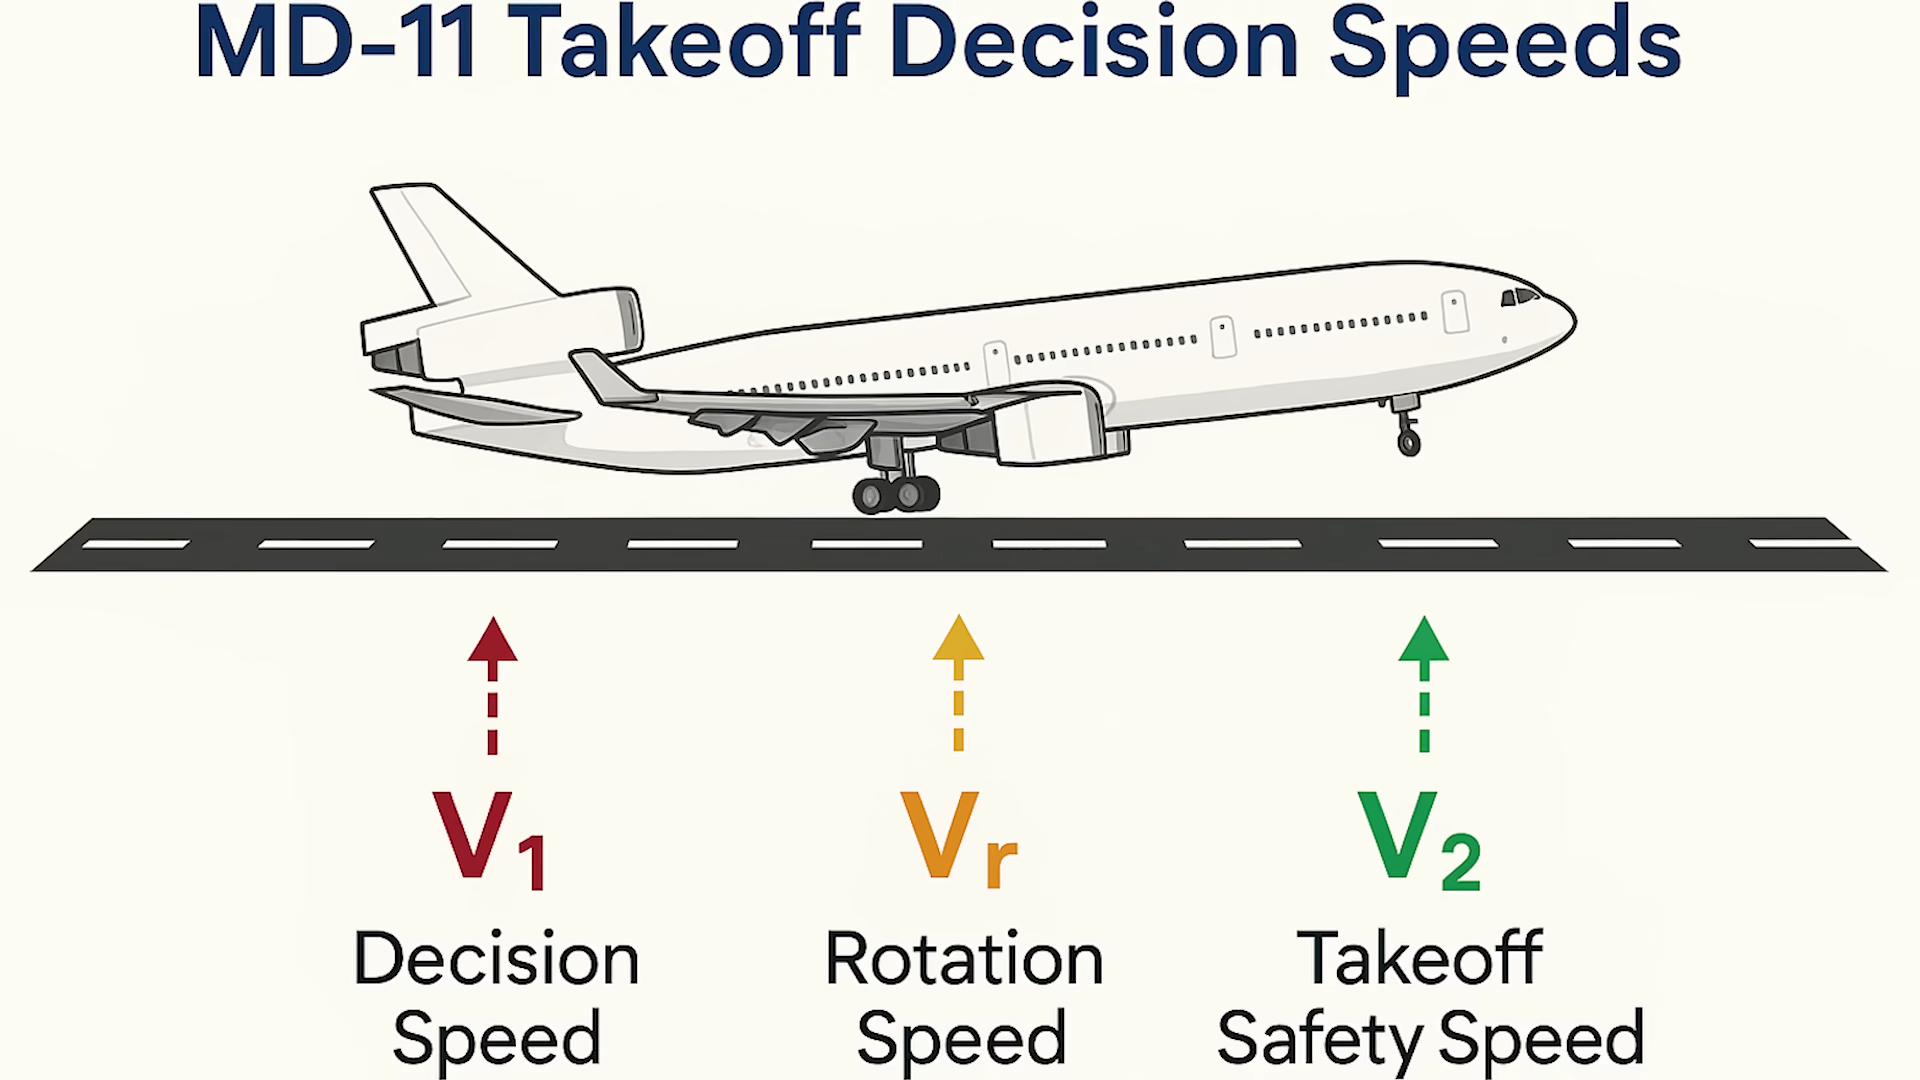 MD-11 Takeoff Decision Speeds
V1
Vr
V2
Decision
Speed
Rotation
Speed
Takeoff
Safety Speed